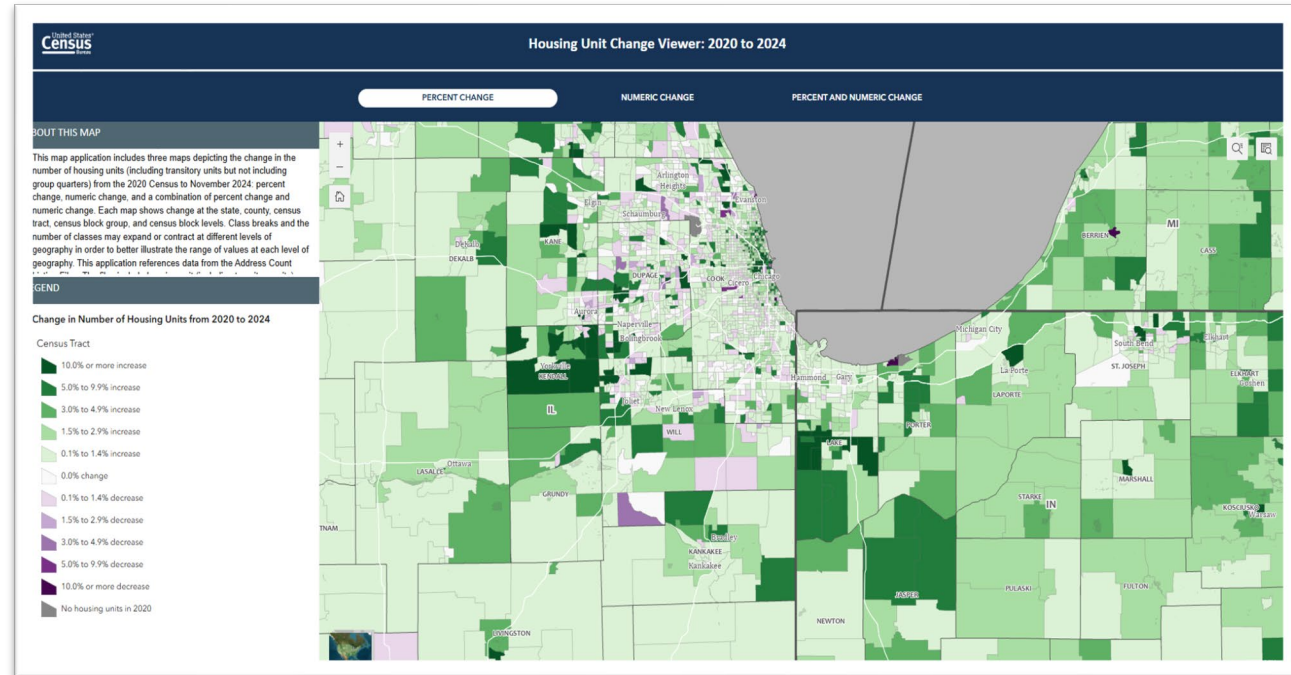 United States®
Census
Bureau
Housing Unit Change Viewer: 2020 to 2024
PERCENT CHANGE
NUMERIC CHANGE
PERCENT AND NUMERIC CHANGE
BOUT THIS MAP
This map application includes three maps depicting the change in the
number of housing units (including transitory units but not including
group quarters) from the 2020 Census to November 2024: percent
change, numeric change, and a combination of percent change and
numeric change. Each map shows change at the state, county, census
tract, census block group, and census block levels. Class breaks and the
number of classes may expand or contract at different levels of
geography in order to better illustrate the range of values at each level of
geography. This application references data from the Address Count
EGEND
Change in Number of Housing Units from 2020 to 2024
Census Tract
10.0% or more increase
5.0% to 9.9% increase
3.0% to 4.9% increase
1.5% to 2.9% increase
0.1% to 1.4% increase
0.0% change
0.1% to 1.4% decrease
1.5% to 2.9% decrease
3.0% to 4.9% decrease
5.0% to 9.9% decrease
10.0% or more decrease
No housing units in 2020
+
−
Arlington
Heights
Elgin
Schaumburg
Evanston
DeKalb
DEKALB
KANE
DUPAGE
COOK
Cicero
Chicago
Aurora
Naperville
Bolingbrook
Yorkville
KENDALL
IL
Joliet
New Lenox
WILL
LASALLE
Ottawa
GRUNDY
TNAM
Bradley
KANKAKEE
Kankakee
LIVINGSTON
Hammond
Gary
Michigan City
BERRIEN
MI
CASS
South Bend
Elkhart
ST. JOSEPH
ELKHART
Goshen
La Porte
LAPORTE
PORTER
LAKE
MARSHALL
STARKE
IN
KOSCIUSKO
Warsaw
JASPER
PULASKI
FULTON
NEWTON